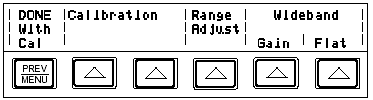 DONE Calibration Range Wideband
With Adjust
Cal Gain Flat
PREV
MENU